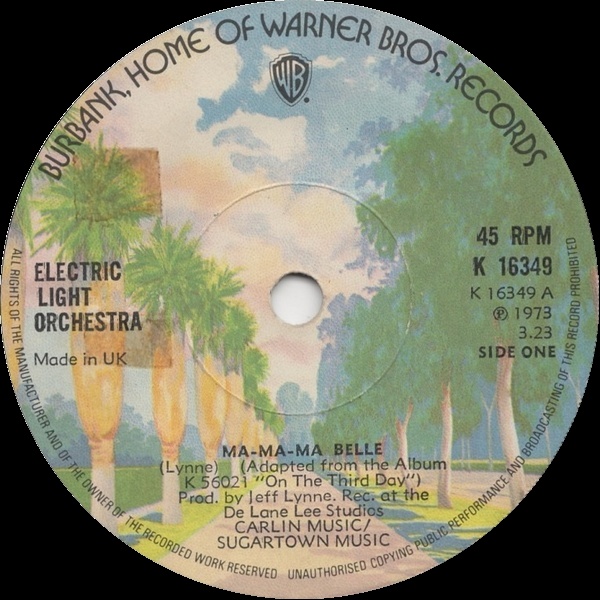 BURBANK, HOME OF WARNER BROS. RECORDS
WB
ELECTRIC
LIGHT
ORCHESTRA
Made in UK
45 RPM
K 16349
K 16349 A
℗ 1973
3.23
SIDE ONE
MA-MA-MA BELLE
(Lynne) (Adapted from the Album
K 56021 "On The Third Day")
Prod. by Jeff Lynne. Rec. at the
De Lane Lee Studios
CARLIN MUSIC/
SUGARTOWN MUSIC
ALL RIGHTS OF THE MANUFACTURER AND OF THE OWNER OF THE RECORDED WORK RESERVED UNAUTHORISED COPYING PUBLIC PERFORMANCE AND BROADCASTING OF THIS RECORD PROHIBITED